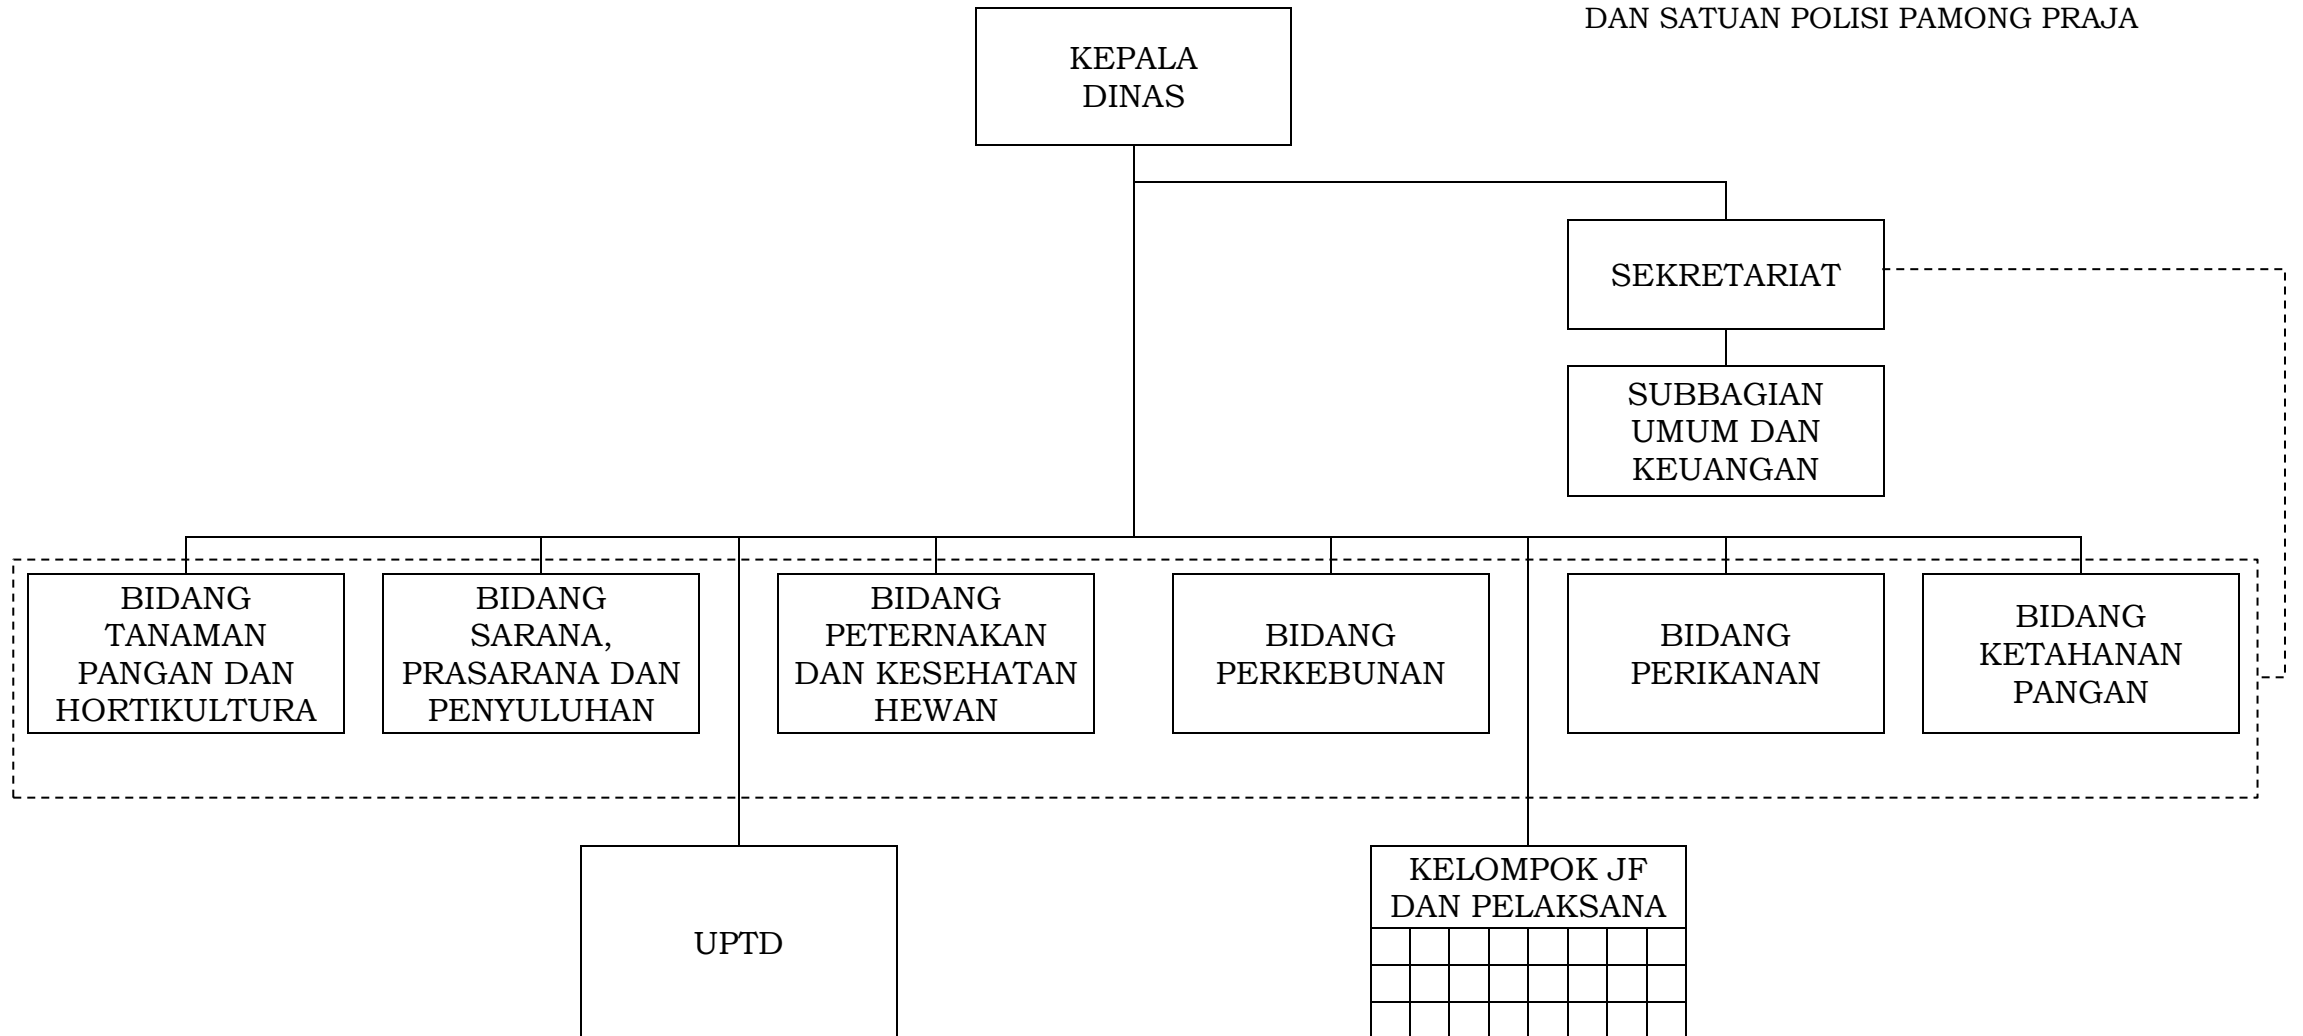 DAN SATUAN POLISI PAMONG PRAJA
KEPALA
DINAS
SEKRETARIAT
SUBBAGIAN
UMUM DAN
KEUANGAN
BIDANG
TANAMAN
PANGAN DAN
HORTIKULTURA
BIDANG
SARANA,
PRASARANA DAN
PENYULUHAN
BIDANG
PETERNAKAN
DAN KESEHATAN
HEWAN
BIDANG
PERKEBUNAN
BIDANG
PERIKANAN
BIDANG
KETAHANAN
PANGAN
UPTD
KELOMPOK JF
DAN PELAKSANA